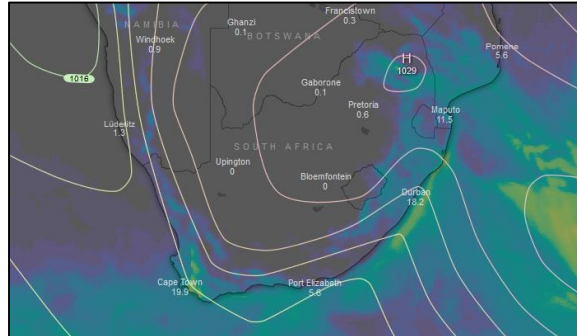 Francistown
0.3
Ghanzi
0.1
NAMIBIA
Windhoek
0.9
BOTSWANA
Pomene
5.6
H
1029
1016
Gaborone
0.1
Pretoria
0.6
Maputo
11.5
Lüderitz
1.3
SOUTH AFRICA
Upington
0
Bloemfontein
0
Durban
18.2
Cape Town
19.9
Port Elizabeth
5.6